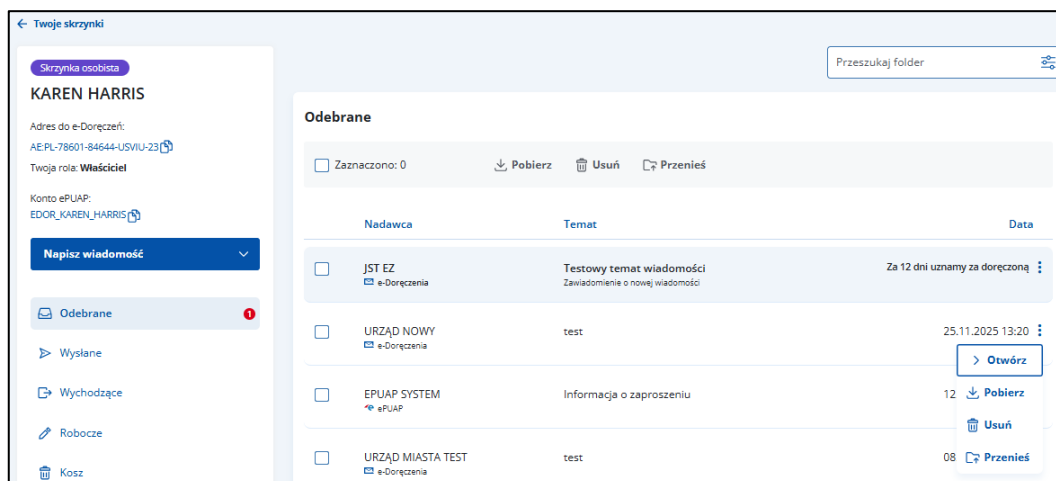 ← Twoje skrzynki
Skrzynka osobista
KAREN HARRIS
Adres do e-Doręczeń:
AE:PL-78601-84644-USVIU-23
Twoja rola: Właściciel
Konto ePUAP:
EDOR_KAREN_HARRIS
Napisz wiadomość
Odebrane 1
Wysłane
Wychodzące
Robocze
Kosz
Przeszukaj folder
Odebrane
Zaznaczono: 0 Pobierz Usuń Przenieś
Nadawca Temat Data
JST EZ Testowy temat wiadomości Za 12 dni uznamy za doręczoną
e-Doręczenia Zawiadomienie o nowej wiadomości
URZĄD NOWY test 25.11.2025 13:20
e-Doręczenia
> Otwórz
EPUAP SYSTEM Informacja o zaproszeniu 12 Pobierz
ePUAP
Usuń
URZĄD MIASTA TEST test 08 Przenieś
e-Doręczenia